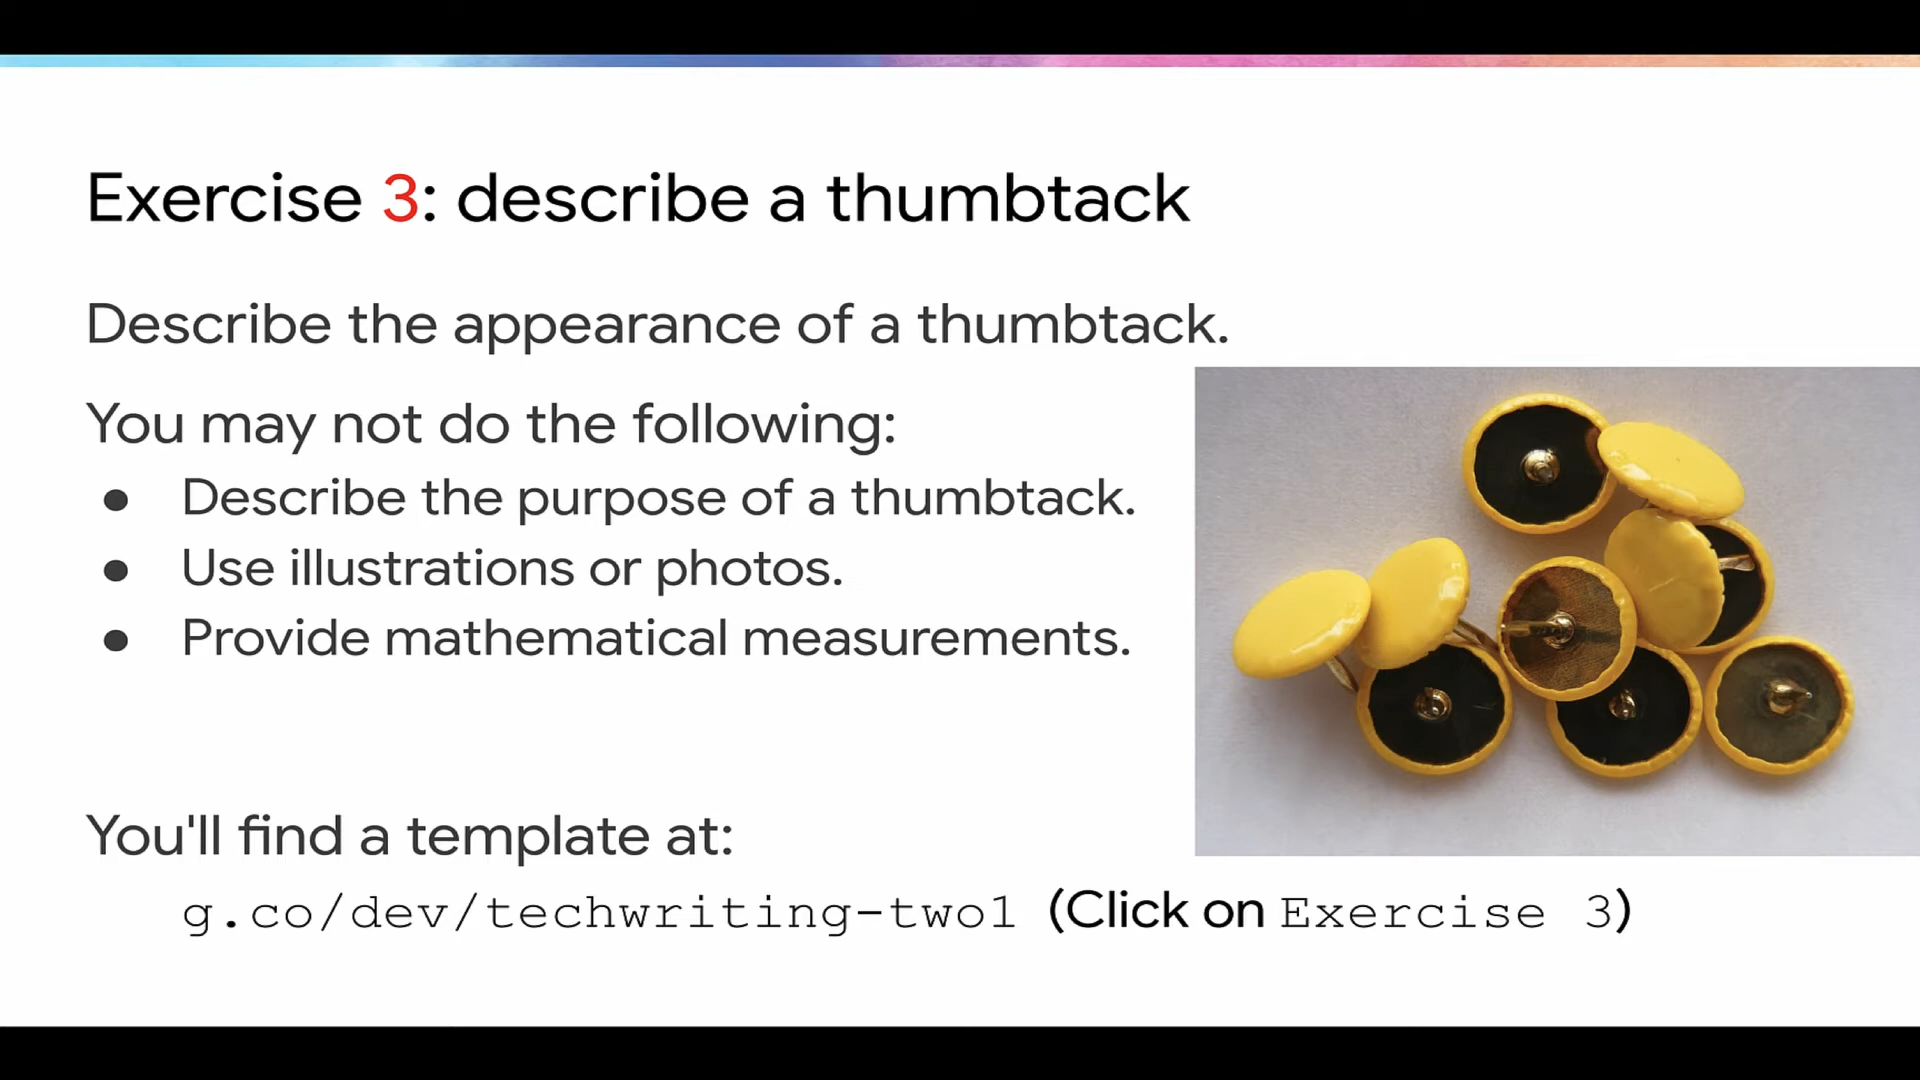 Exercise 3: describe a thumbtack
Describe the appearance of a thumbtack.
You may not do the following:
● Describe the purpose of a thumbtack.
● Use illustrations or photos.
● Provide mathematical measurements.
You'll find a template at:
g.co/dev/techwriting-two1 (Click on Exercise 3)